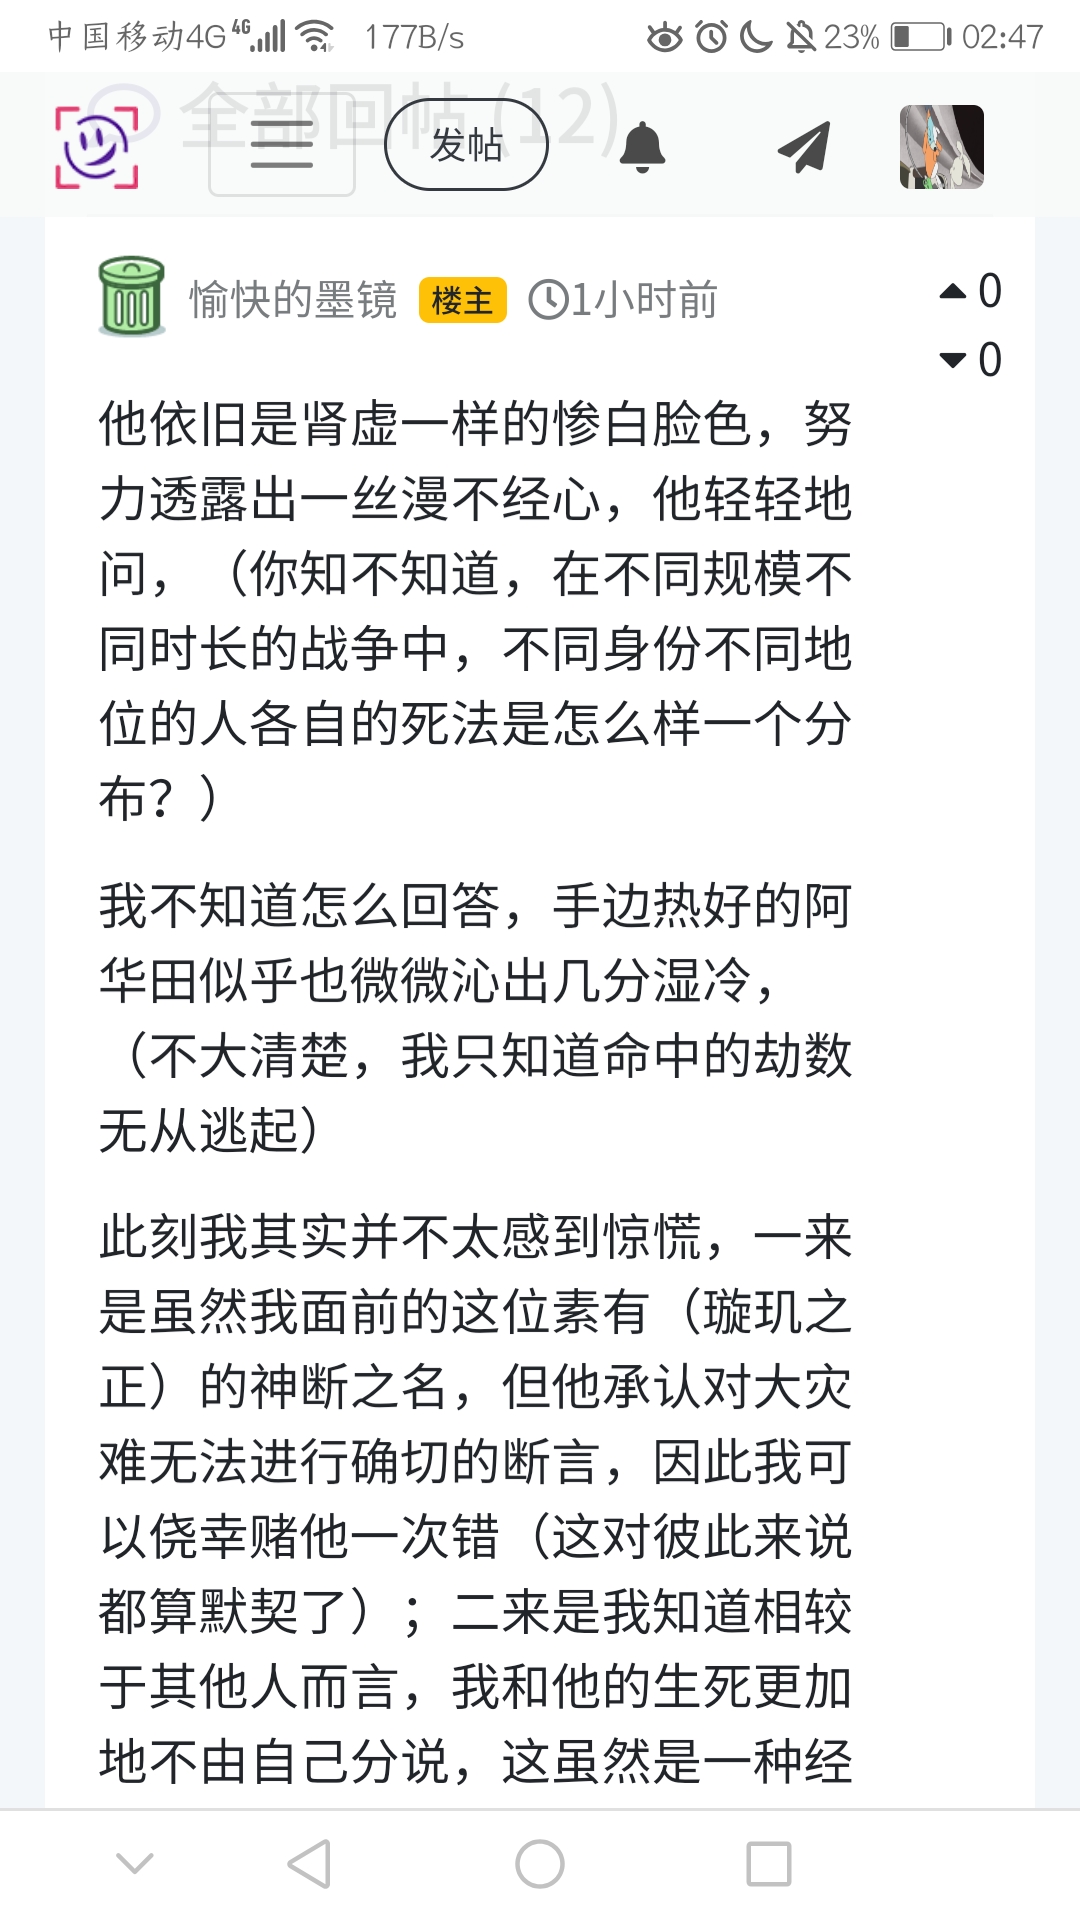 中国移动4G 4G 177B/s 23% 02:47
全部回帖 (12)
发帖
愉快的墨镜 楼主 1小时前
0
0
他依旧是肾虚一样的惨白脸色，努
力透露出一丝漫不经心，他轻轻地
问，（你知不知道，在不同规模不
同时长的战争中，不同身份不同地
位的人各自的死法是怎么样一个分
布？）
我不知道怎么回答，手边热好的阿
华田似乎也微微沁出几分湿冷，
（不大清楚，我只知道命中的劫数
无从逃起）
此刻我其实并不太感到惊慌，一来
是虽然我面前的这位素有（璇玑之
正）的神断之名，但他承认对大灾
难无法进行确切的断言，因此我可
以侥幸赌他一次错（这对彼此来说
都算默契了）；二来是我知道相较
于其他人而言，我和他的生死更加
地不由自己分说，这虽然是一种经